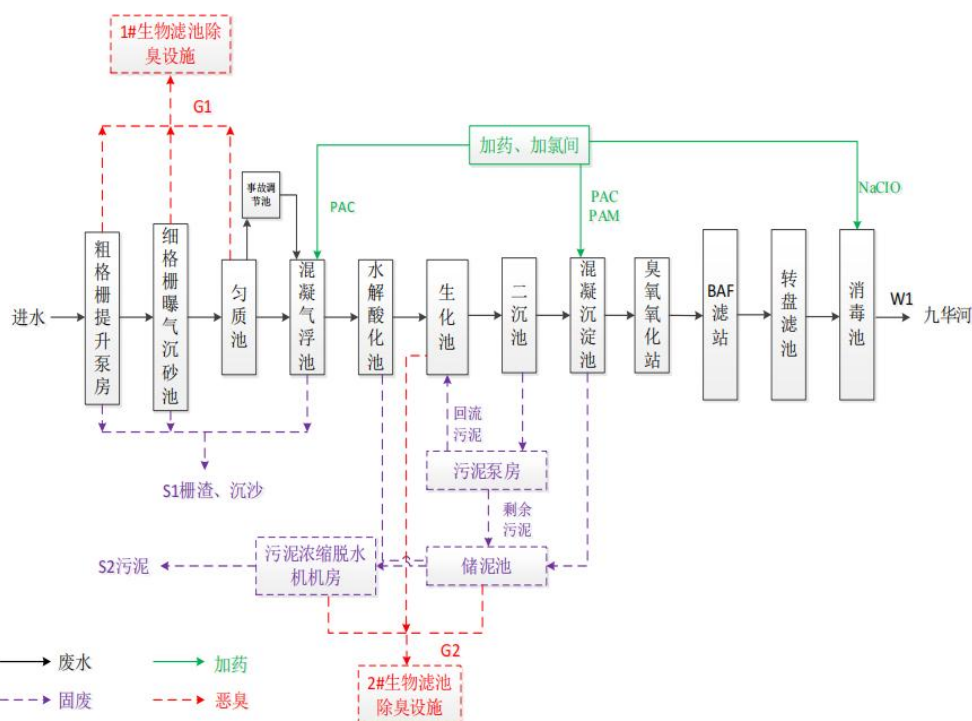 1#生物滤池除
臭设施
G1
加药、加氯间
事故调
节池
PAC
PAC
PAM
NaClO
进水
粗格栅提升泵房
细格栅曝气沉砂池
匀质池
混凝气浮池
水解酸化池
生化池
二沉池
混凝沉淀池
臭氧氧化站
BAF
滤站
转盘滤池
消毒池
W1
九华河
回流
污泥
污泥泵房
S1栅渣、沉沙
剩余
污泥
S2污泥
污泥浓缩脱水
机机房
储泥池
G2
2#生物滤池
除臭设施
废水
加药
固废
恶臭